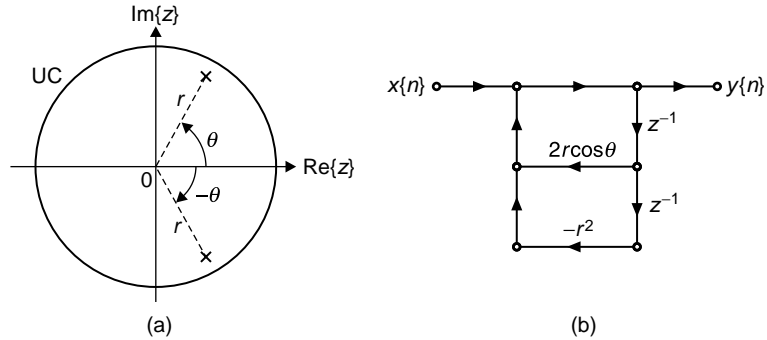 Im{z}
UC
r
θ
0
Re{z}
−θ
r
(a)
x{n}
y{n}
z⁻¹
2rcosθ
z⁻¹
−r²
(b)